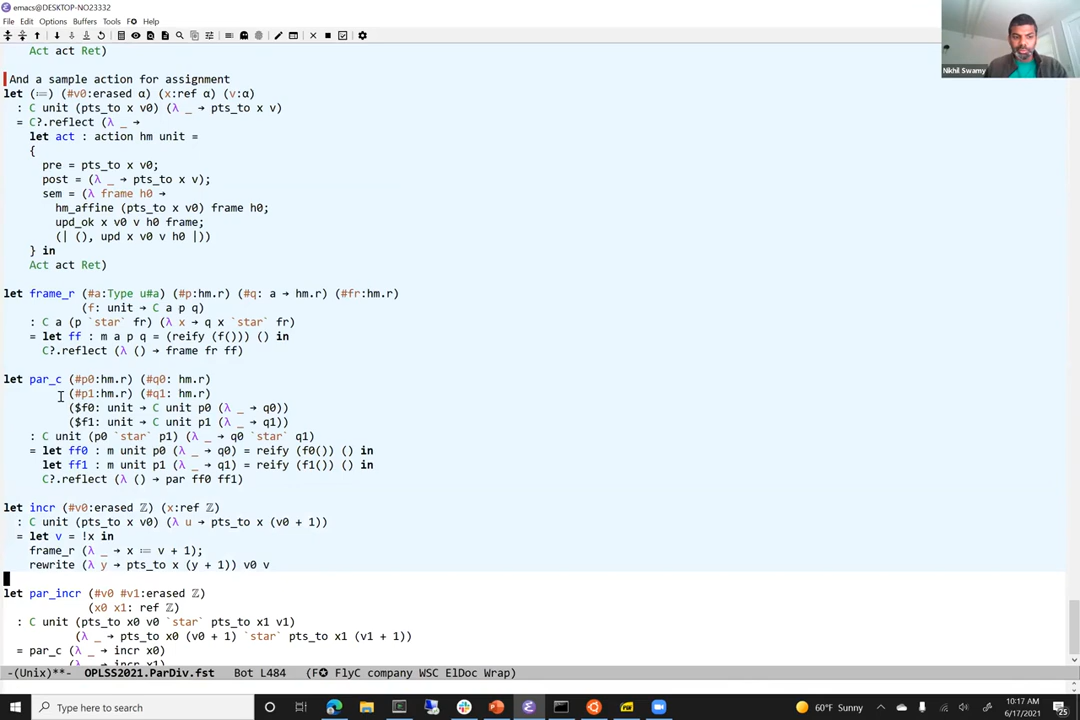 emacs@DESKTOP-NO23332
File Edit Options Buffers Tools F✪ Help
Act act Ret)
And a sample action for assignment
let (≔) (#v0:erased α) (x:ref α) (v:α)
: C unit (pts_to x v0) (λ _ → pts_to x v)
= C?.reflect (λ _ →
let act : action hm unit =
{
pre = pts_to x v0;
post = (λ _ → pts_to x v);
sem = (λ frame h0 →
hm_affine (pts_to x v0) frame h0;
upd_ok x v0 v h0 frame;
(| (), upd x v0 v h0 |))
} in
Act act Ret)
let frame_r (#a:Type u#a) (#p:hm.r) (#q: a → hm.r) (#fr:hm.r)
(f: unit → C a p q)
: C a (p `star` fr) (λ x → q x `star` fr)
= let ff : m a p q = (reify (f())) () in
C?.reflect (λ () → frame fr ff)
let par_c (#p0:hm.r) (#q0: hm.r)
(#p1:hm.r) (#q1: hm.r)
($f0: unit → C unit p0 (λ _ → q0))
($f1: unit → C unit p1 (λ _ → q1))
: C unit (p0 `star` p1) (λ _ → q0 `star` q1)
= let ff0 : m unit p0 (λ _ → q0) = reify (f0()) () in
let ff1 : m unit p1 (λ _ → q1) = reify (f1()) () in
C?.reflect (λ () → par ff0 ff1)
let incr (#v0:erased ℤ) (x:ref ℤ)
: C unit (pts_to x v0) (λ u → pts_to x (v0 + 1))
= let v = !x in
frame_r (λ _ → x ≔ v + 1);
rewrite (λ y → pts_to x (y + 1)) v0 v
let par_incr (#v0 #v1:erased ℤ)
(x0 x1: ref ℤ)
: C unit (pts_to x0 v0 `star` pts_to x1 v1)
(λ _ → pts_to x0 (v0 + 1) `star` pts_to x1 (v1 + 1))
= par_c (λ _ → incr x0)
(λ _ → incr x1)
-(Unix)**- OPLSS2021.ParDiv.fst Bot L484 (F✪ FlyC company WSC ElDoc Wrap)
Nikhil Swamy
Type here to search
60°F Sunny
10:17 AM
6/17/2021
25